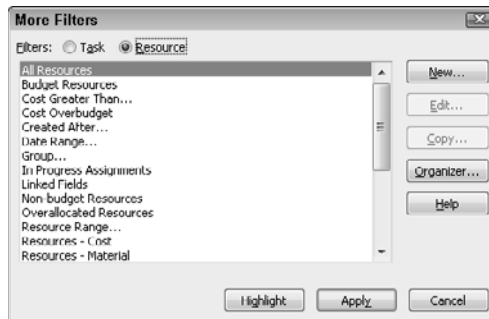 More Filters
Filters: Task Resource
All Resources
Budget Resources
Cost Greater Than...
Cost Overbudget
Created After...
Date Range...
Group...
In Progress Assignments
Linked Fields
Non-budget Resources
Overallocated Resources
Resource Range...
Resources - Cost
Resources - Material
New...
Edit...
Copy...
Organizer...
Help
Highlight Apply Cancel